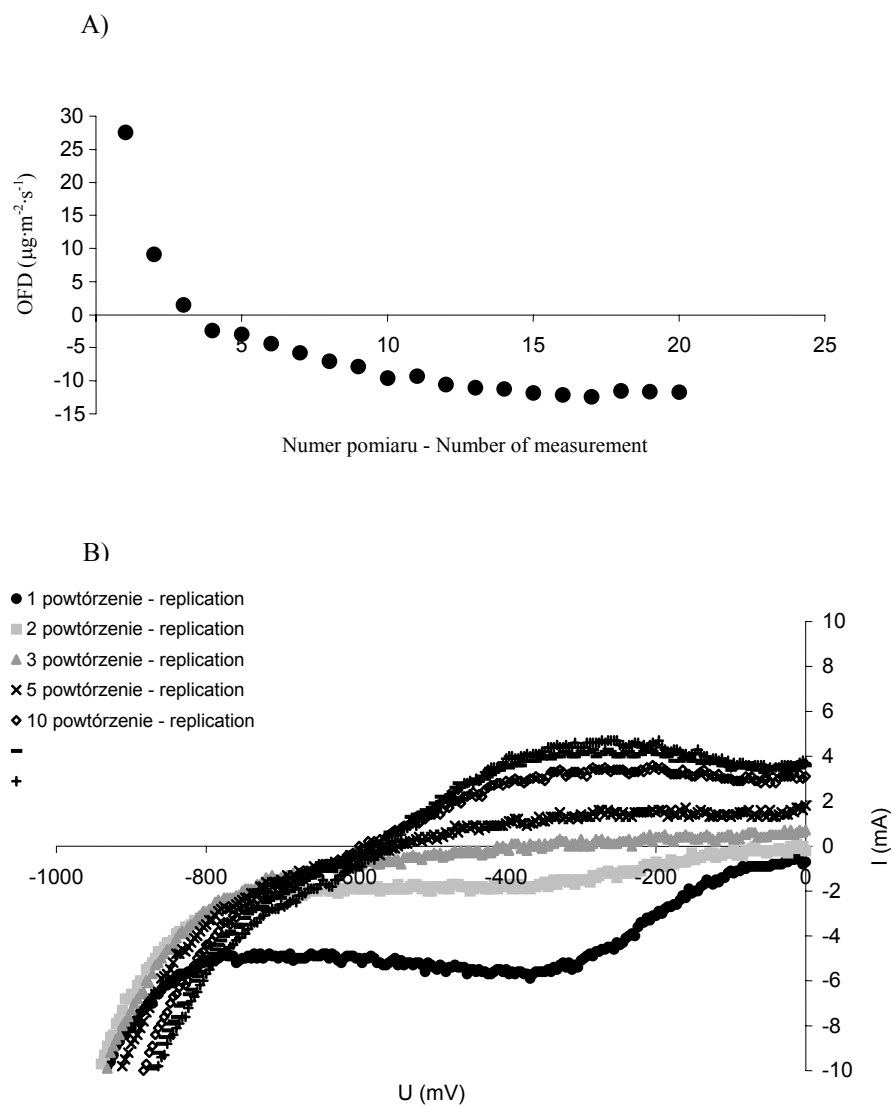 A)
30
25
20
15
10
5
0
-5
-10
-15
OFD (µg·m⁻²·s⁻¹)
5
10
15
20
25
Numer pomiaru - Number of measurement
B)
1 powtórzenie - replication
2 powtórzenie - replication
3 powtórzenie - replication
5 powtórzenie - replication
10 powtórzenie - replication
10
8
6
4
2
0
-2
-4
-6
-8
-10
I (mA)
-1000
-800
-600
-400
-200
0
U (mV)